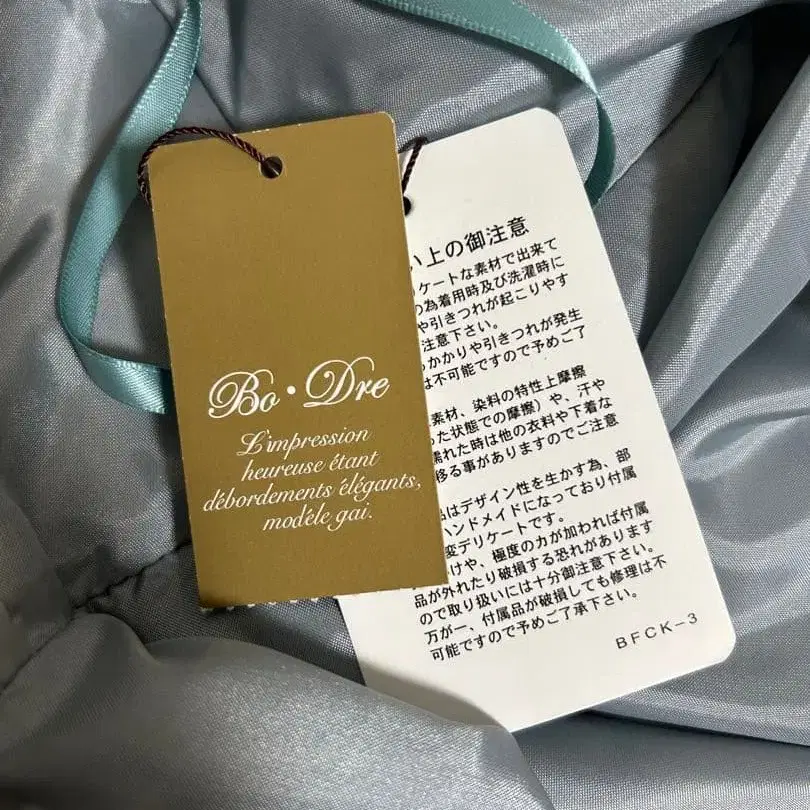 Bo・Dre
L'impression
heureuse étant
débordements élégants,
modéle gai.
い上の御注意
リケートな素材で出来て
の為着用時及び洗濯時に
や引きつれが起こりやす
注意下さい。
っかかりや引きつれが発生
は不可能ですので予めご了
素材、染料の特性上摩擦
った状態での摩擦）や、汗や
濡れた時は他の衣料や下着な
移る事がありますのでご注意
品はデザイン性を生かす為、部
ハンドメイドになっており付属
変デリケートです。
けや、極度の力が加われば付属
品が外れたり破損する恐れがあります
ので取り扱いには十分御注意下さい。
万が一、付属品が破損しても修理は不
可能ですので予めご了承下さい。
BFCK-3